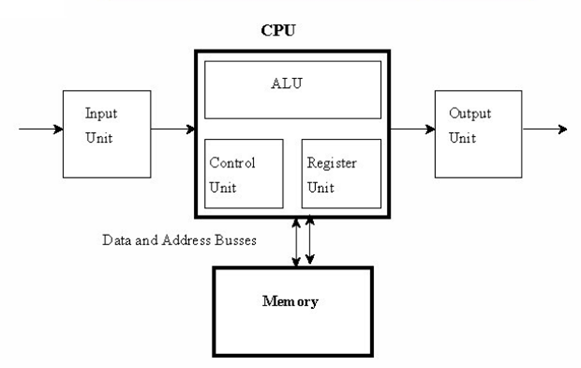 CPU
ALU
Input
Unit
Control
Unit
Register
Unit
Output
Unit
Data and Address Busses
Memory